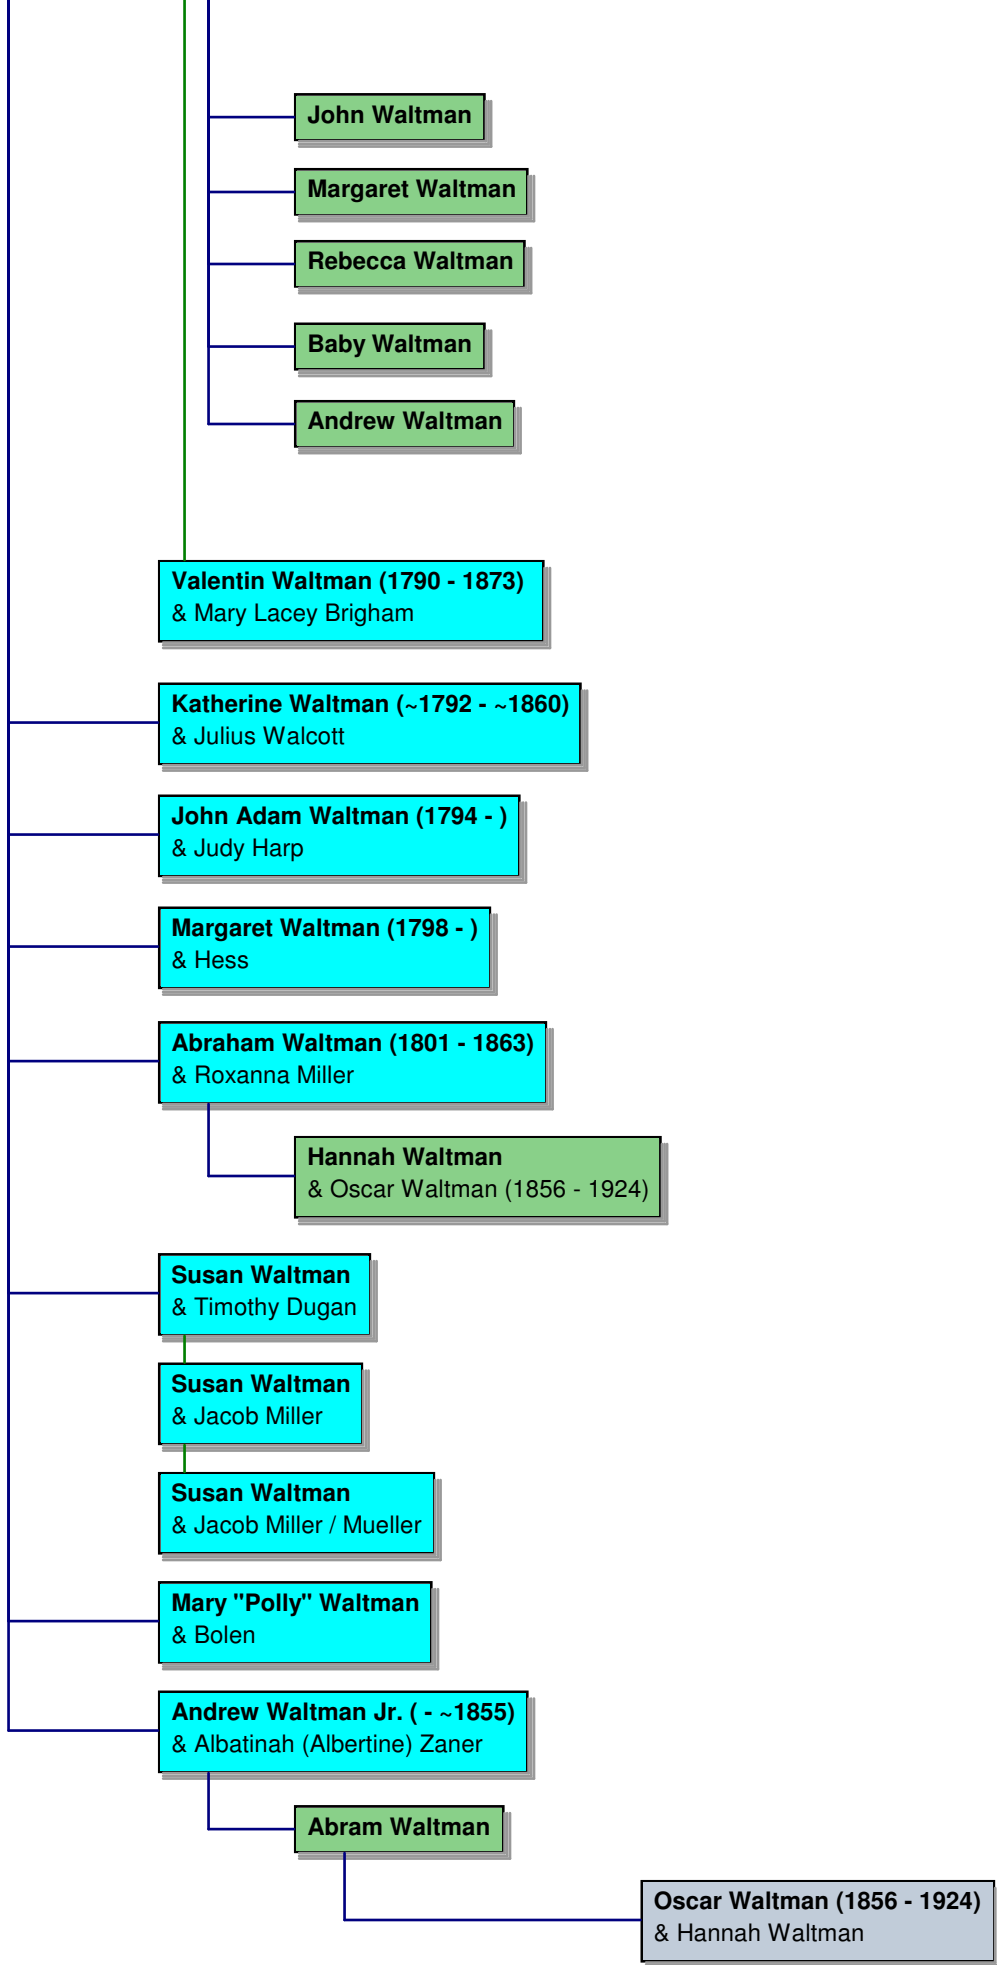 John Waltman
Margaret Waltman
Rebecca Waltman
Baby Waltman
Andrew Waltman
Valentin Waltman (1790 - 1873)
& Mary Lacey Brigham
Katherine Waltman (~1792 - ~1860)
& Julius Walcott
John Adam Waltman (1794 - )
& Judy Harp
Margaret Waltman (1798 - )
& Hess
Abraham Waltman (1801 - 1863)
& Roxanna Miller
Hannah Waltman
& Oscar Waltman (1856 - 1924)
Susan Waltman
& Timothy Dugan
Susan Waltman
& Jacob Miller
Susan Waltman
& Jacob Miller / Mueller
Mary "Polly" Waltman
& Bolen
Andrew Waltman Jr. ( - ~1855)
& Albatinah (Albertine) Zaner
Abram Waltman
Oscar Waltman (1856 - 1924)
& Hannah Waltman